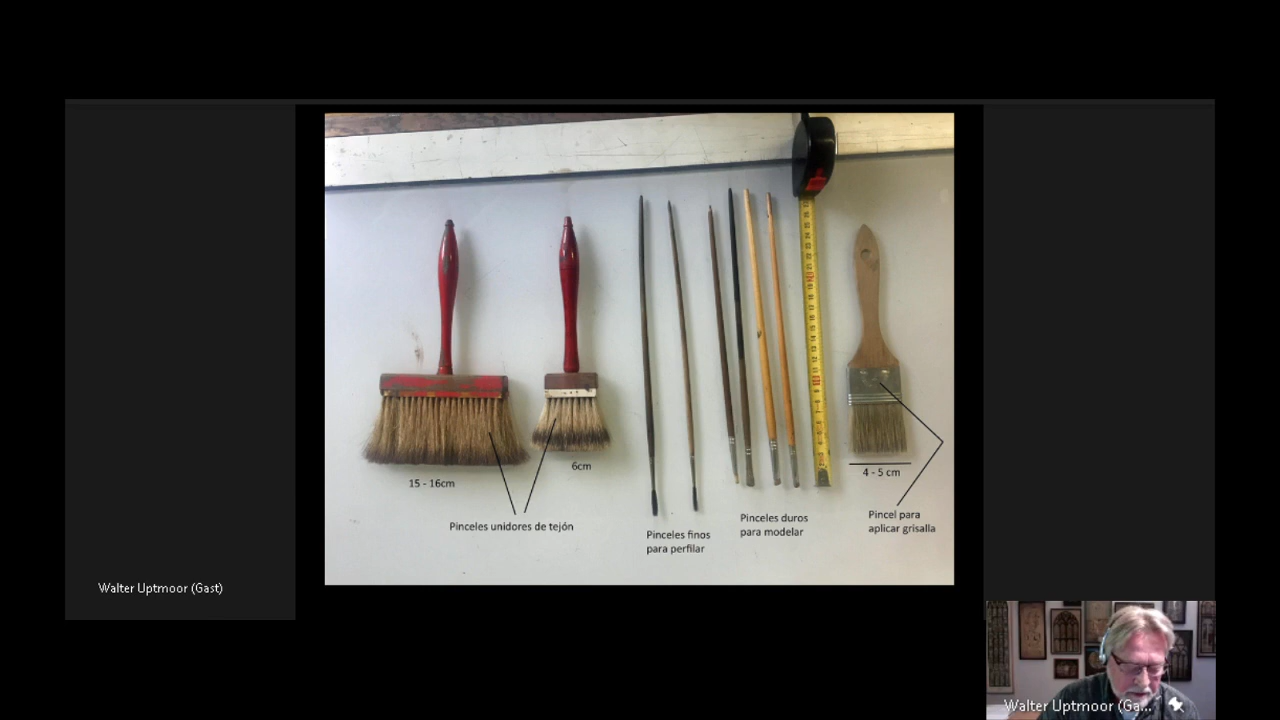 15 - 16cm
6cm
Pinceles unidores de tejón
Pinceles finos
para perfilar
Pinceles duros
para modelar
4 - 5 cm
Pincel para
aplicar grisalla
Walter Uptmoor (Gast)
Walter Uptmoor (Ga...